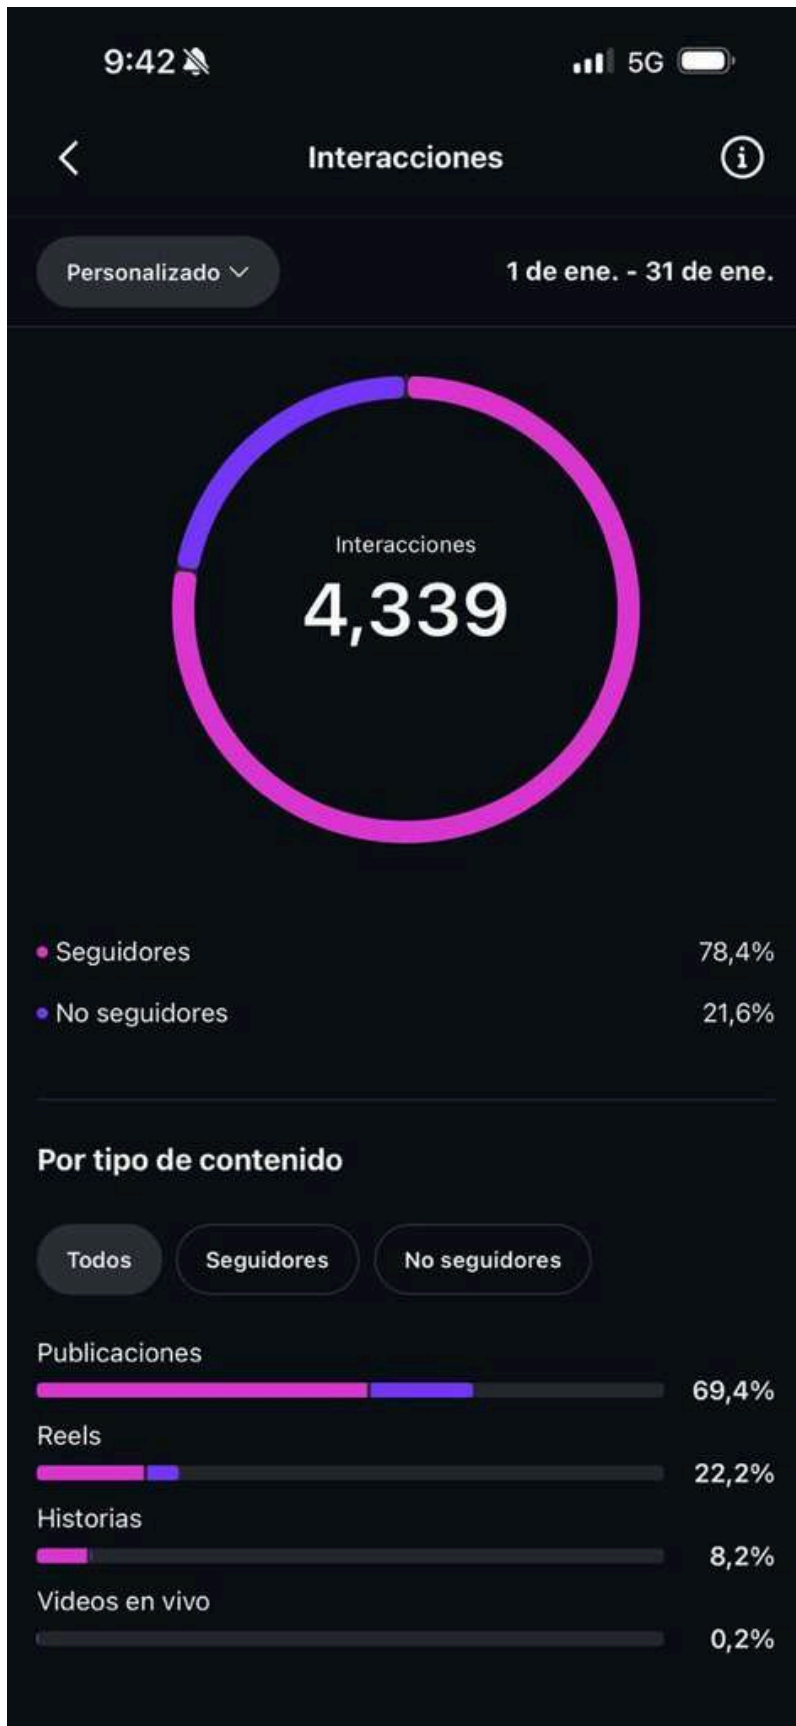 9:42
5G
Interacciones
Personalizado
1 de ene. - 31 de ene.
Interacciones
4,339
Seguidores 78,4%
No seguidores 21,6%
Por tipo de contenido
Todos Seguidores No seguidores
Publicaciones
69,4%
Reels
22,2%
Historias
8,2%
Videos en vivo
0,2%